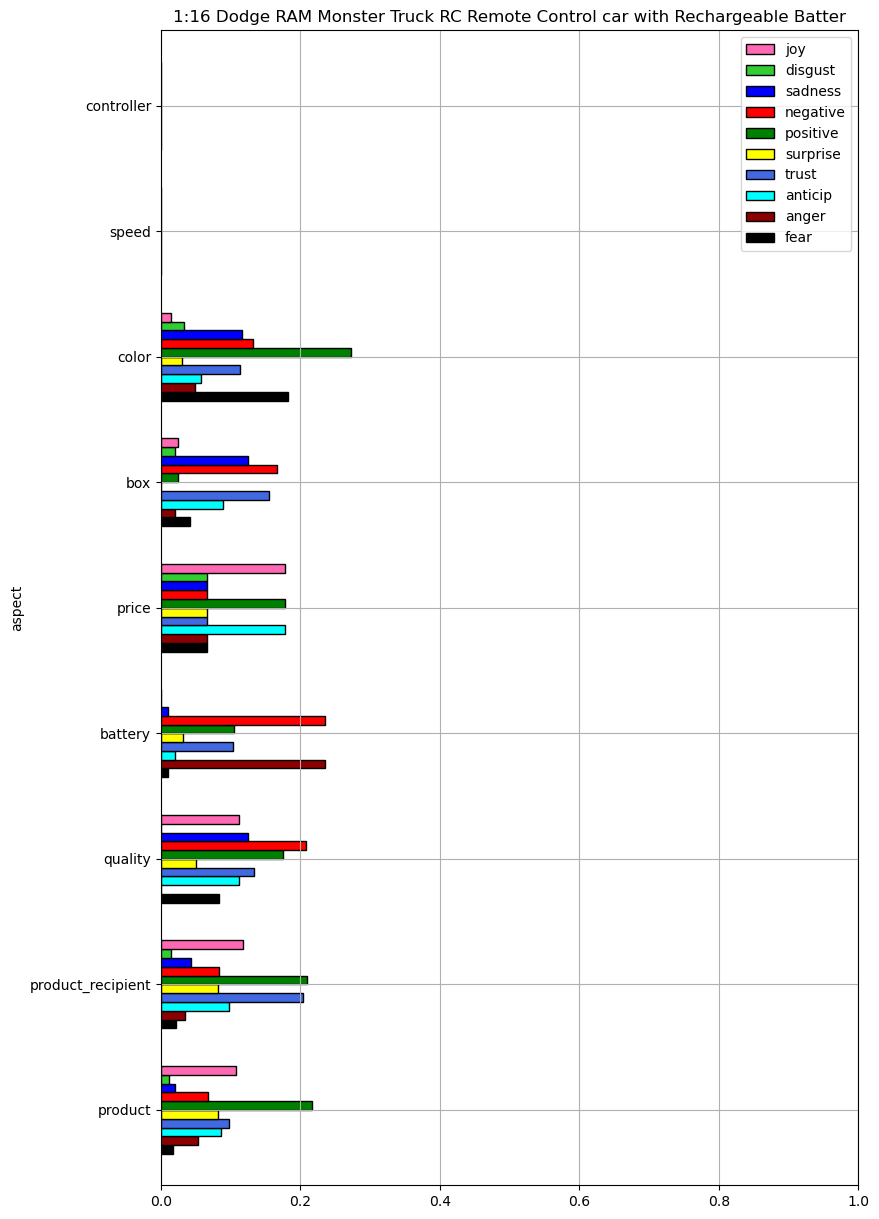 1:16 Dodge RAM Monster Truck RC Remote Control car with Rechargeable Batter
joy
disgust
sadness
negative
positive
surprise
trust
anticip
anger
fear
controller
speed
color
box
price
battery
quality
product_recipient
product
aspect
0.0 0.2 0.4 0.6 0.8 1.0